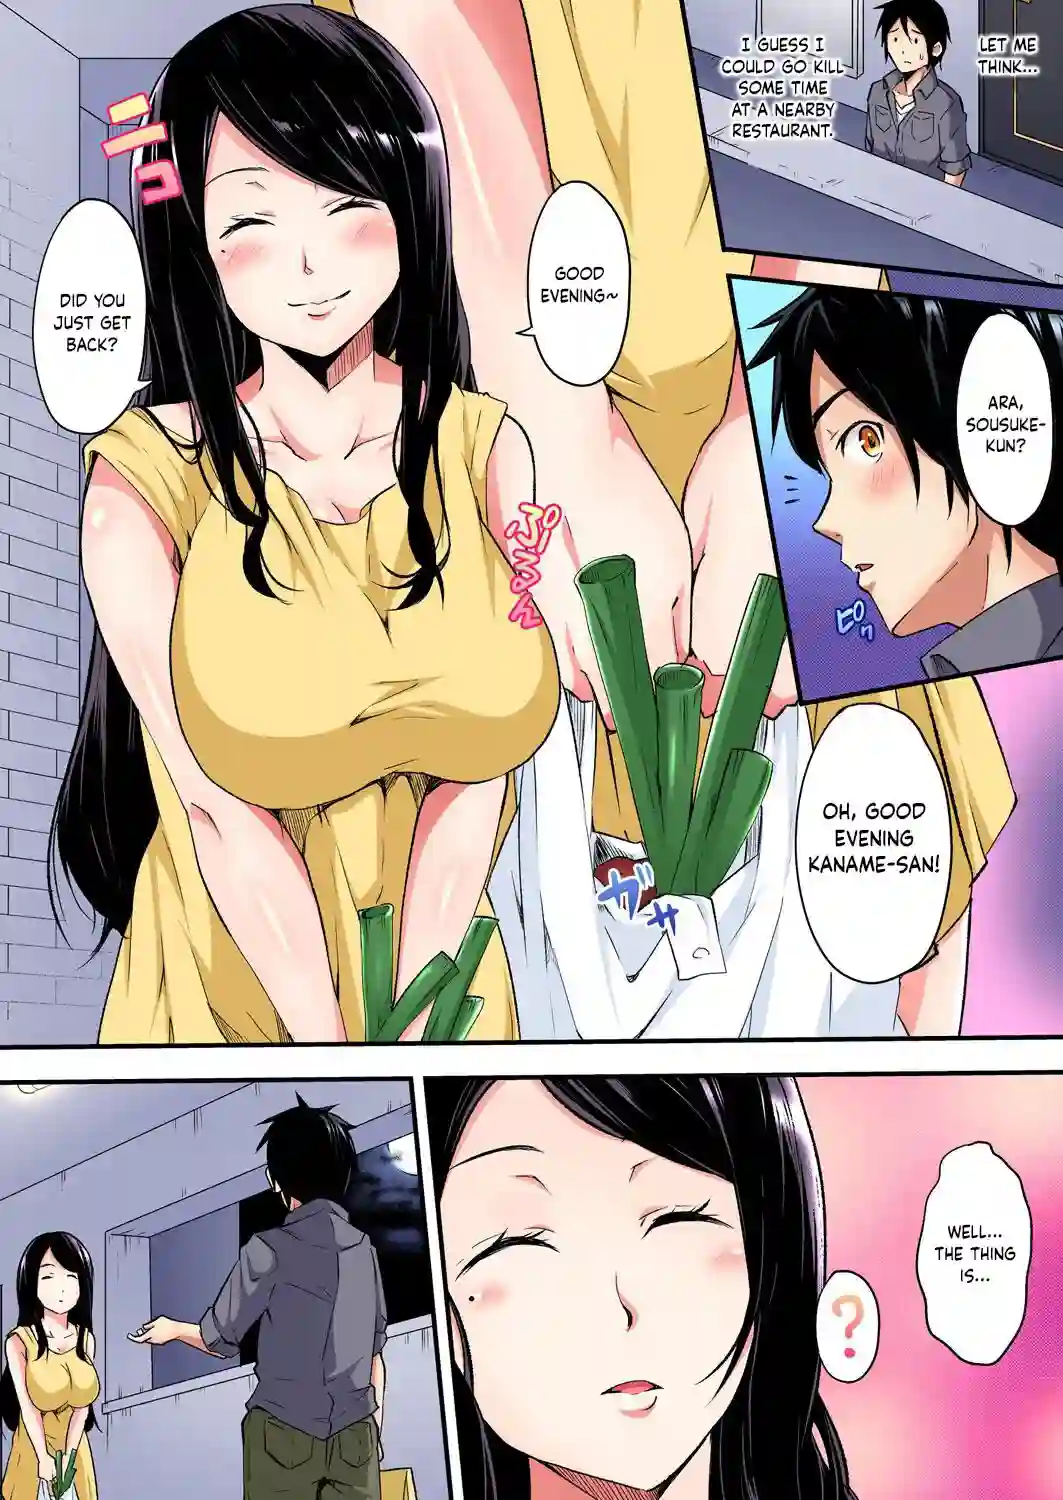 LET ME
THINK...
I GUESS I
COULD GO KILL
SOME TIME
AT A NEARBY
RESTAURANT.
ARA,
SOUSUKE-
KUN?
ピク
GOOD
EVENING~
DID YOU
JUST GET
BACK?
ニコ
ぷるん
OH, GOOD
EVENING
KANAME-SAN!
ガサ
WELL...
THE THING
IS...
?